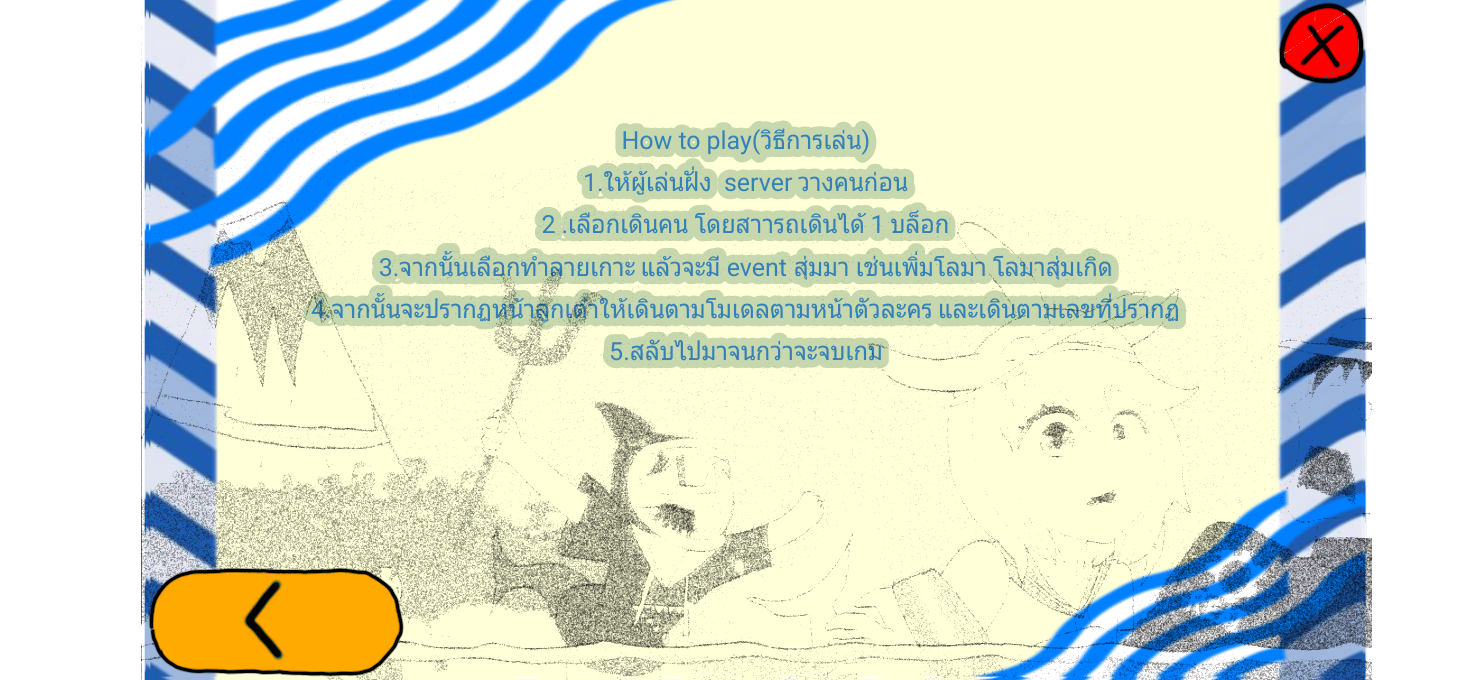 How to play(วิธีการเล่น)
1.ให้ผู้เล่นฝั่ง server วางคนก่อน
2 .เลือกเดินคน โดยสาารถเดินได้ 1 บล็อก
3.จากนั้นเลือกทำลายเกาะ แล้วจะมี event สุ่มมา เช่นเพิ่มโลมา โลมาสุ่มเกิด
4.จากนั้นจะปรากฏหน้าลูกเต๋าให้เดินตามโมเดลตามหน้าตัวละคร และเดินตามเลขที่ปรากฏ
5.สลับไปมาจนกว่าจะจบเกมิ